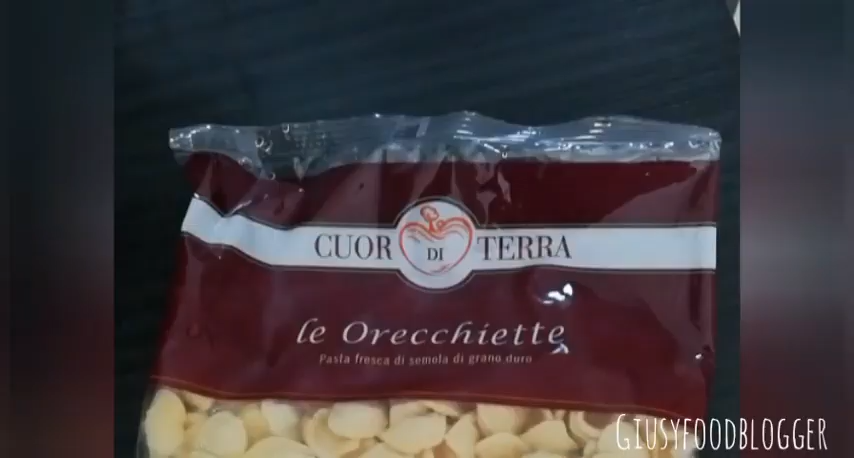 CUOR DI TERRA
le Orecchiette
Pasta fresca di semola di grano duro
GIUSYFOODBLOGGER